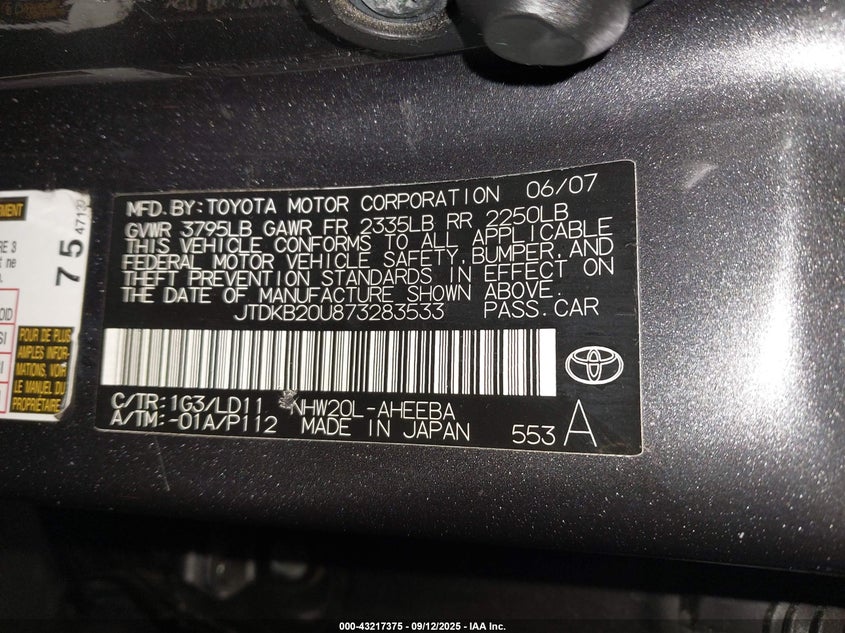 MFD.BY:TOYOTA MOTOR CORPORATION 06/07
GVWR 3795LB GAWR FR 2335LB RR 2250LB
THIS VEHICLE CONFORMS TO ALL APPLICABLE
FEDERAL MOTOR VEHICLE SAFETY, BUMPER, AND
THEFT PREVENTION STANDARDS IN EFFECT ON
THE DATE OF MANUFACTURE SHOWN ABOVE.
JTDKB20U873283533 PASS.CAR
C/TR:1G3/LD11 NHW20L-AHEEBA
A/TM:-01A/P112 MADE IN JAPAN 553 A
75
POUR DE PLUS
AMPLES INFOR-
MATIONS, VOIR
LE MANUEL DU
PROPRIÉTAIRE
000-43217375 - 09/12/2025 - IAA Inc.